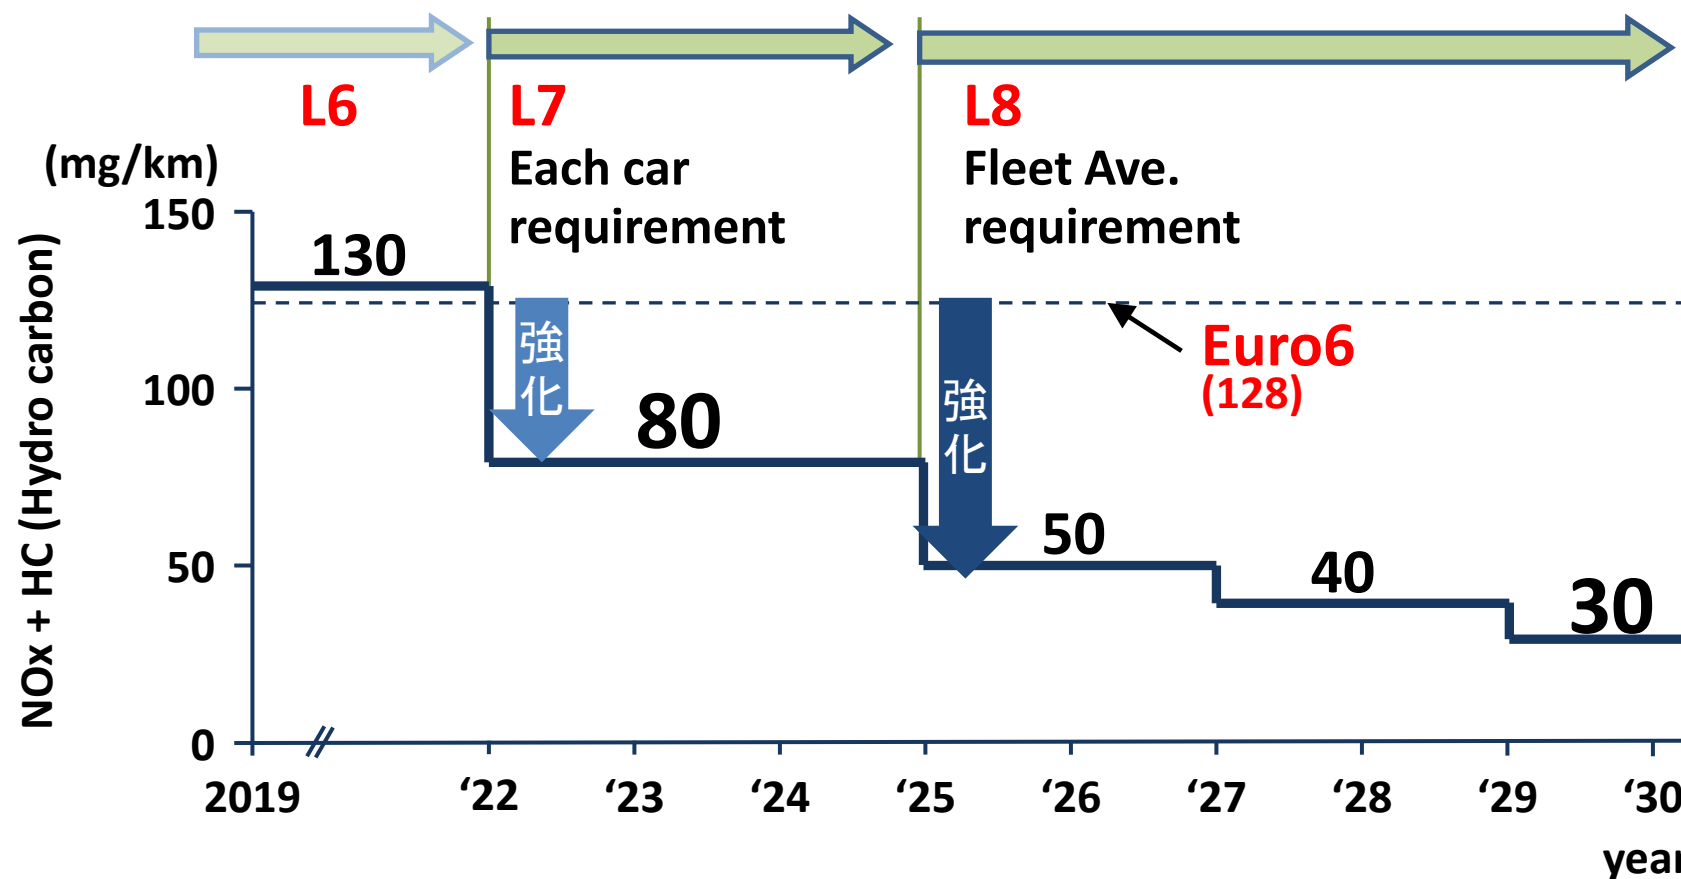 L6
L7
Each car
requirement
L8
Fleet Ave.
requirement
(mg/km)
NOx + HC (Hydro carbon)
150
100
50
0
130
80
50
40
30
強
化
強
化
Euro6
(128)
2019
‘22
‘23
‘24
‘25
‘26
‘27
‘28
‘29
‘30
year